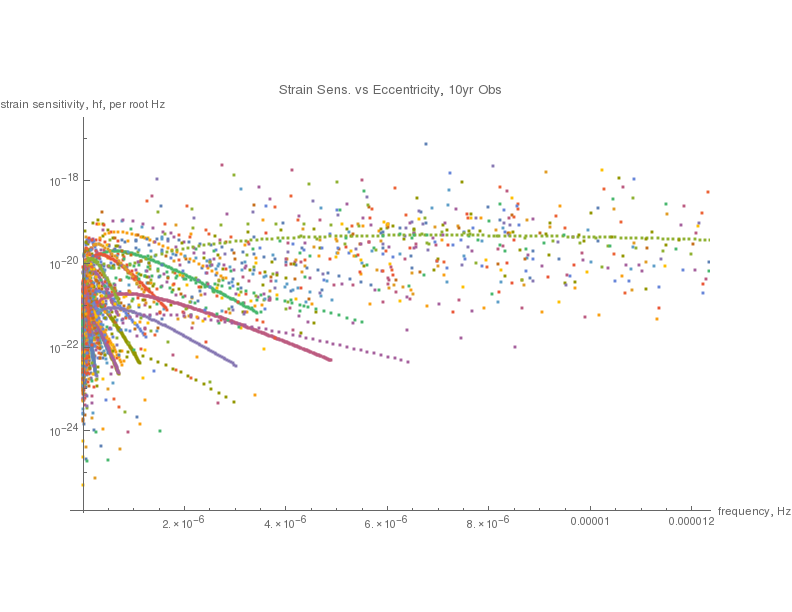 Strain Sens. vs Eccentricity, 10yr Obs
strain sensitivity, hf, per root Hz
10⁻¹⁸
10⁻²⁰
10⁻²²
10⁻²⁴
2.×10⁻⁶ 4.×10⁻⁶ 6.×10⁻⁶ 8.×10⁻⁶ 0.00001 0.000012
frequency, Hz